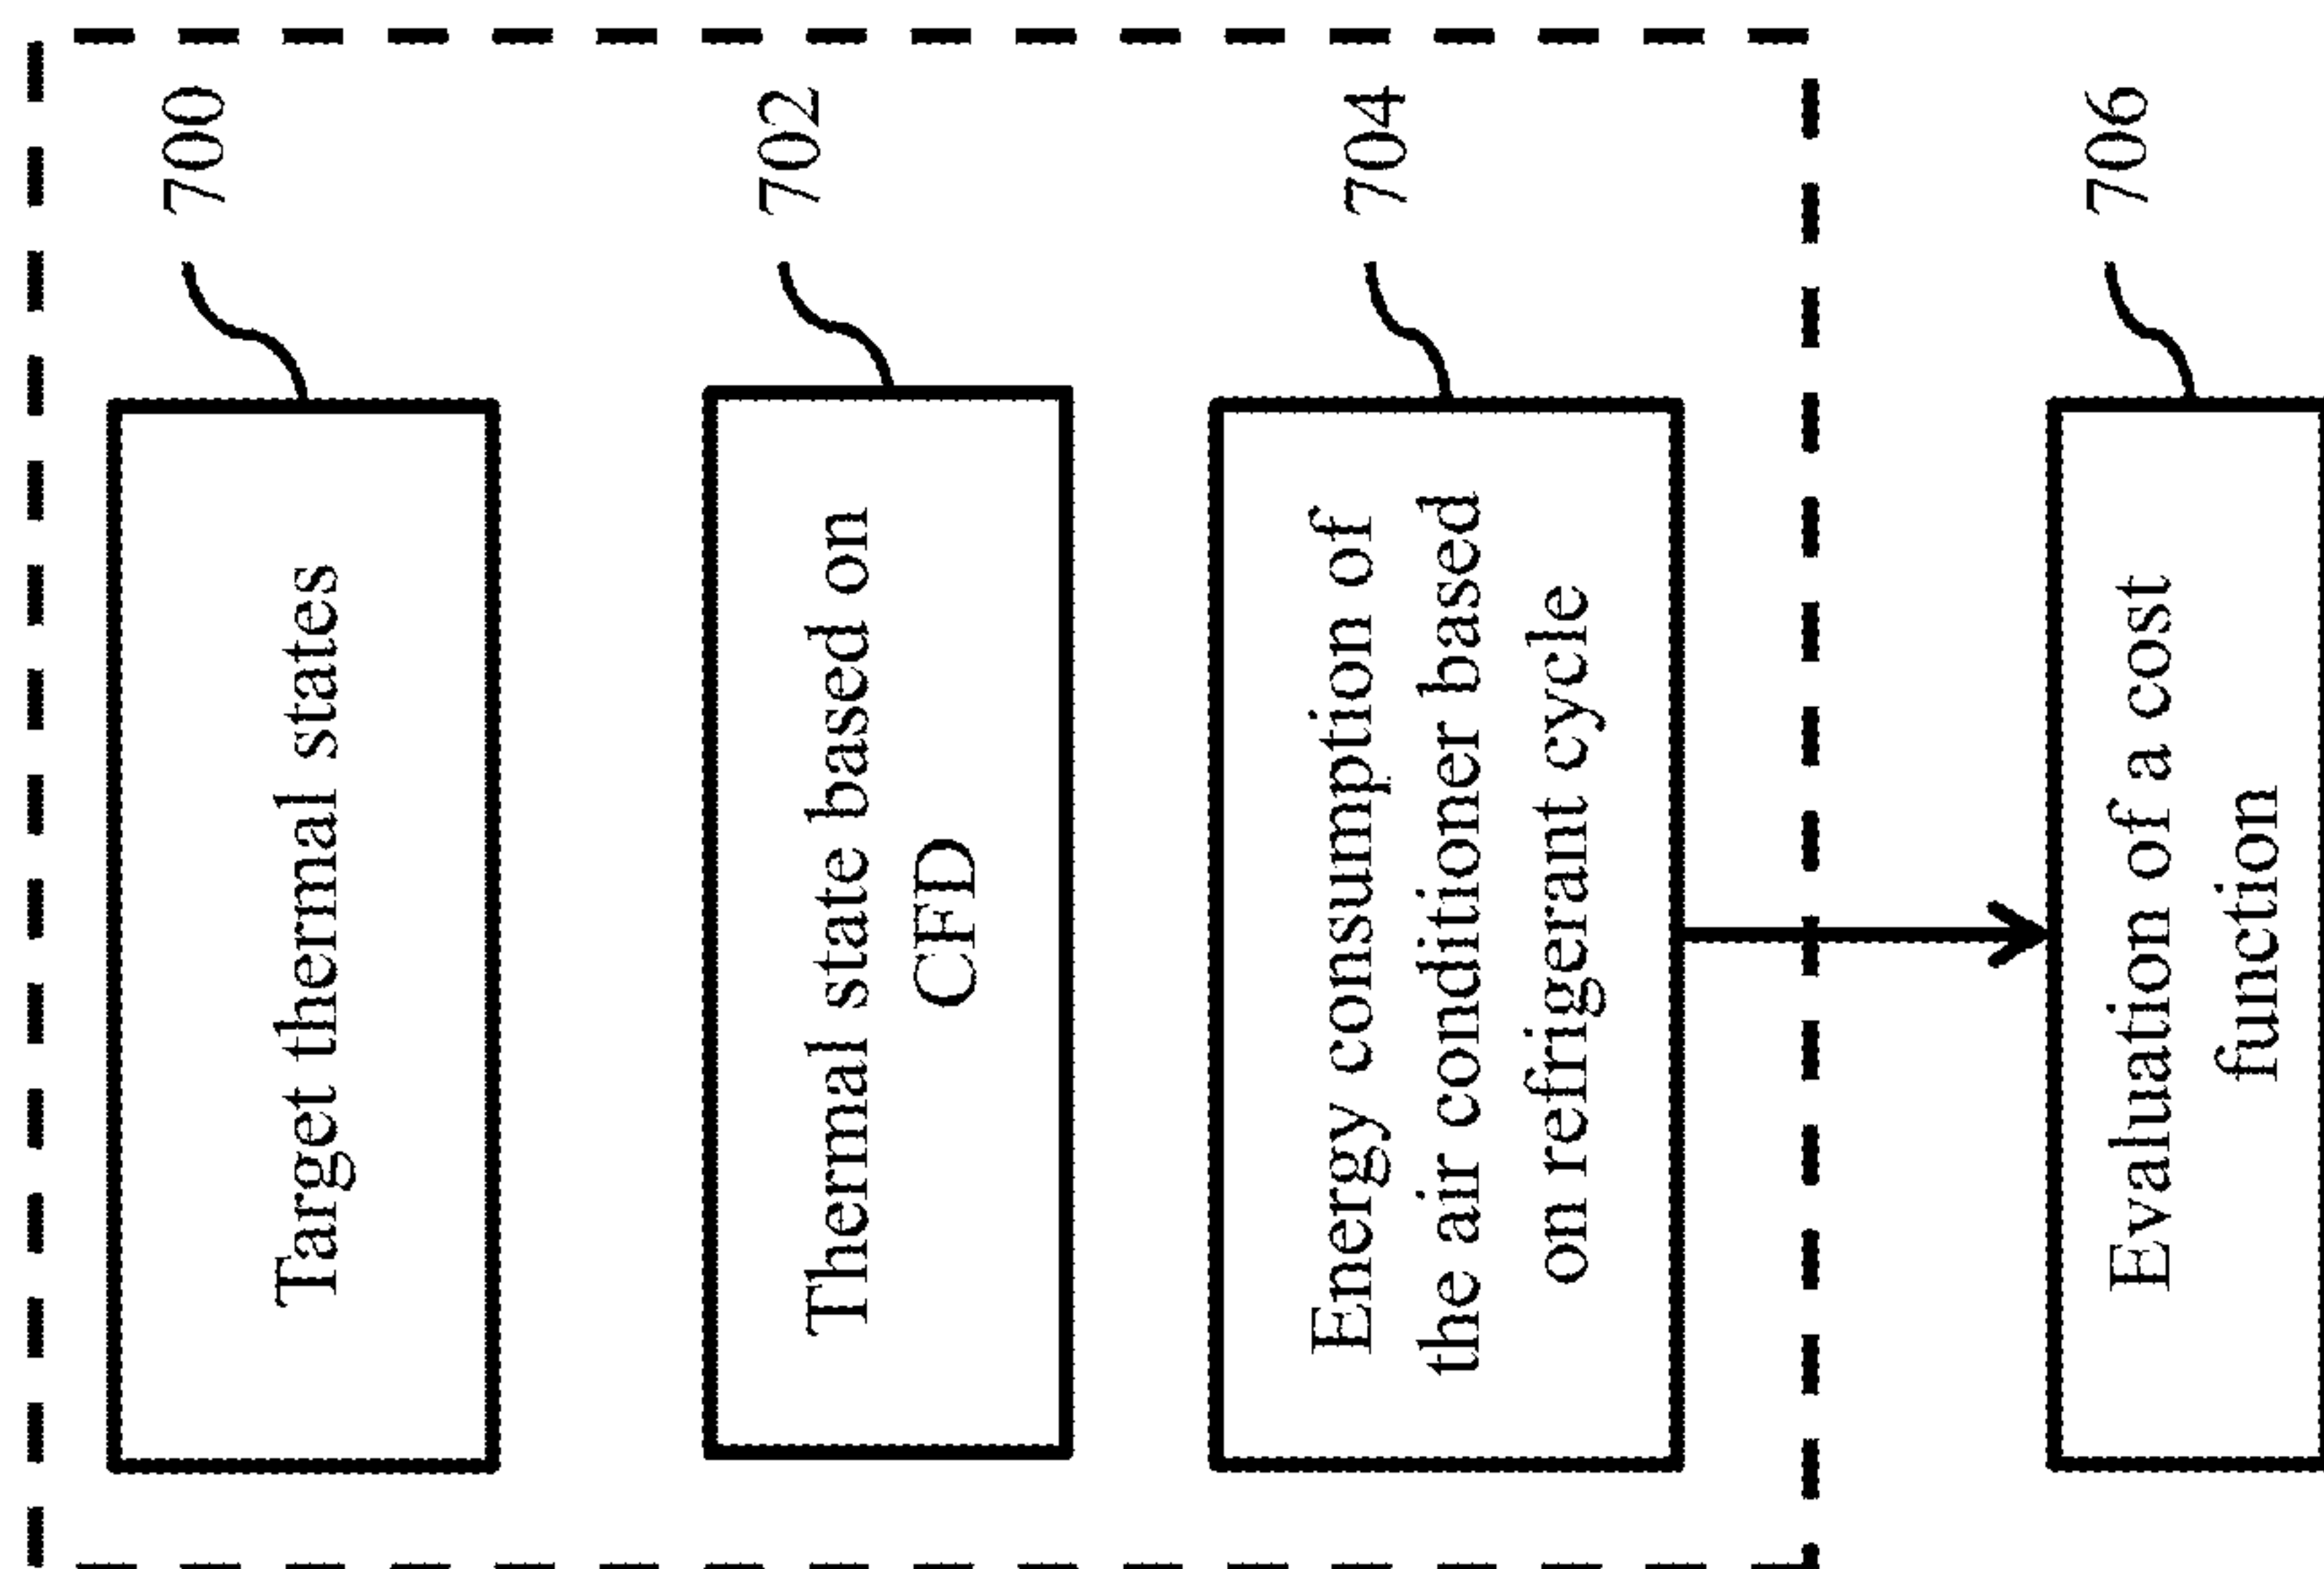 Target thermal states
700
Thermal state based on
CFD
702
Energy consumption of
the air conditioner based
on refrigerant cycle
704
Evaluation of a cost
function
706